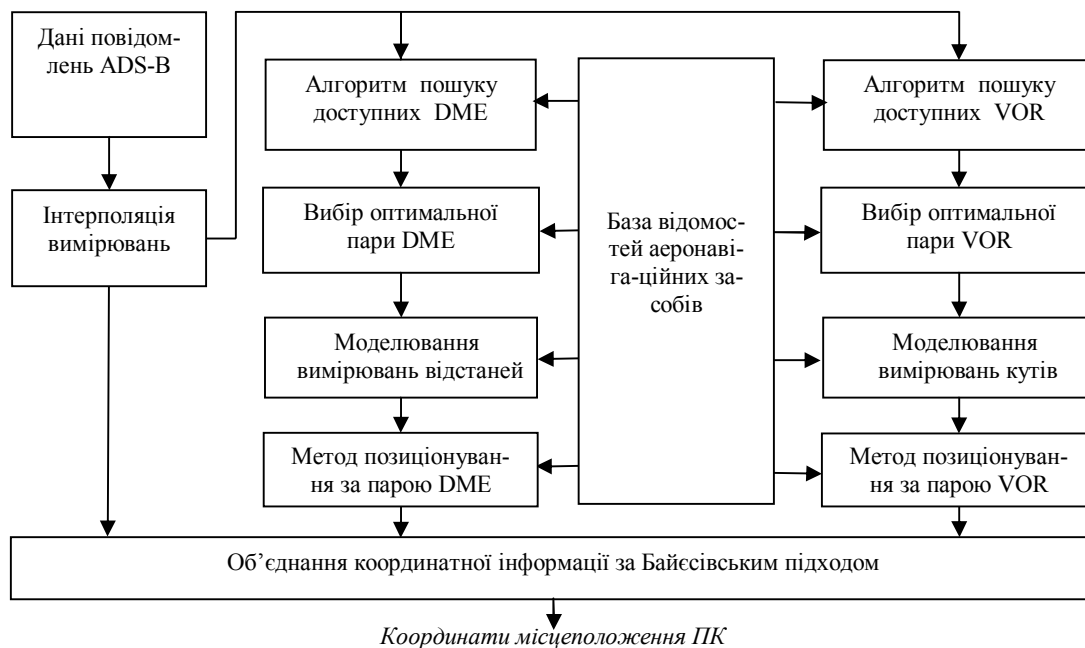 Дані повідом-
лень ADS-B
Інтерполяція
вимірювань
Алгоритм пошуку
доступних DME
Вибір оптимальної
пари DME
Моделювання
вимірювань відстаней
Метод позиціонуван-
ня за парою DME
База відомос-
тей аеронаві-
га-ційних за-
собів
Алгоритм пошуку
доступних VOR
Вибір оптимальної
пари VOR
Моделювання
вимірювань кутів
Метод позиціонуван-
ня за парою VOR
Об’єднання координатної інформації за Байєсівським підходом
Координати місцеположення ПК